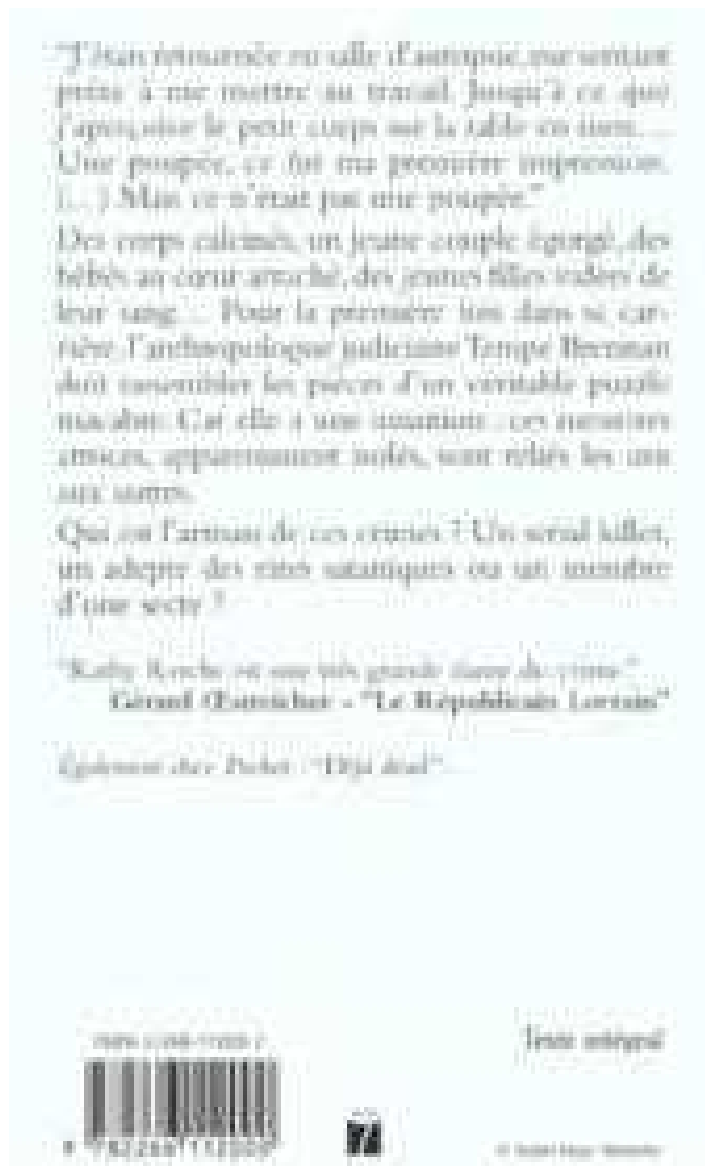 "J'étais retournée en salle d'autopsie, me sentant
prête à me mettre au travail. Jusqu'à ce que
j'aperçoive le petit corps sur la table en inox...
Une poupée, ce fut ma première impression.
(...) Mais ce n'était pas une poupée."
Des corps calcinés, un jeune couple égorgé, des
bébés au cœur arraché, des jeunes filles vidées de
leur sang... Pour la première fois dans sa car-
rière, l'anthropologue judiciaire Tempe Brennan
doit rassembler les pièces d'un véritable puzzle
macabre. Car elle a une intuition : ces meurtres
atroces, apparemment isolés, sont reliés les uns
aux autres.
Qui est l'artisan de ces crimes ? Un serial killer,
un adepte des rites sataniques ou un membre
d'une secte ?
"Kathy Reichs est une très grande dame du crime."
Gérard Œstreicher - "Le Républicain Lorrain"
Également chez Pocket : "Déjà dead"
Texte intégral